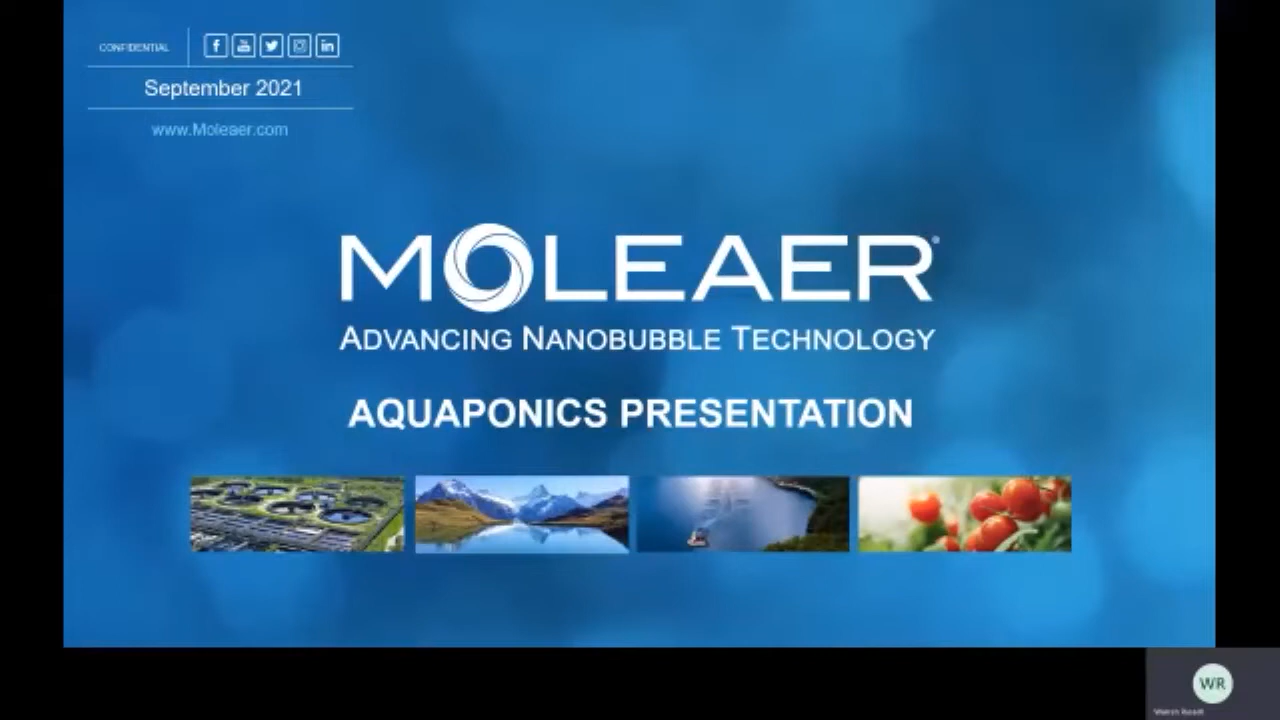 CONFIDENTIAL
September 2021
www.Moleaer.com
MOLEAER
ADVANCING NANOBUBBLE TECHNOLOGY
AQUAPONICS PRESENTATION
WR